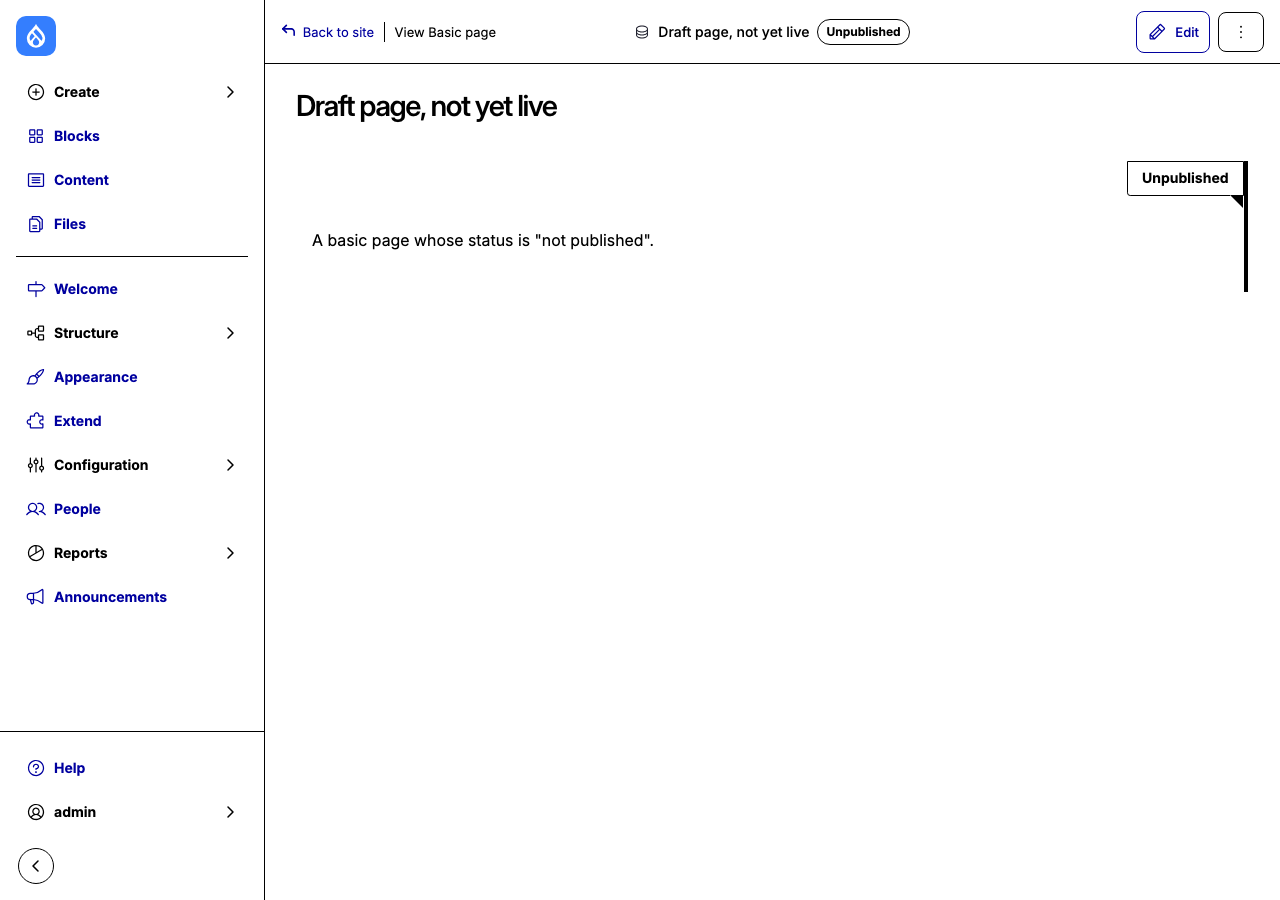 Create
Blocks
Content
Files
Welcome
Structure
Appearance
Extend
Configuration
People
Reports
Announcements
Help
admin
Back to site
View Basic page
Draft page, not yet live
Unpublished
Edit
Draft page, not yet live
Unpublished
A basic page whose status is "not published".